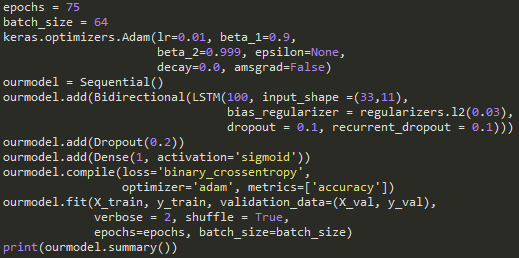 epochs = 75
batch_size = 64
keras.optimizers.Adam(lr=0.01, beta_1=0.9,
beta_2=0.999, epsilon=None,
decay=0.0, amsgrad=False)
ourmodel = Sequential()
ourmodel.add(Bidirectional(LSTM(100, input_shape =(33,11),
bias_regularizer = regularizers.l2(0.03),
dropout = 0.1, recurrent_dropout = 0.1)))
ourmodel.add(Dropout(0.2))
ourmodel.add(Dense(1, activation='sigmoid'))
ourmodel.compile(loss='binary_crossentropy',
optimizer='adam', metrics=['accuracy'])
ourmodel.fit(X_train, y_train, validation_data=(X_val, y_val),
verbose = 2, shuffle = True,
epochs=epochs, batch_size=batch_size)
print(ourmodel.summary())